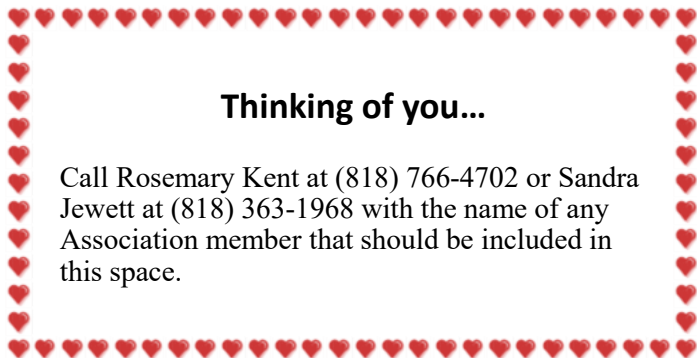 Thinking of you…
Call Rosemary Kent at (818) 766-4702 or Sandra
Jewett at (818) 363-1968 with the name of any
Association member that should be included in
this space.